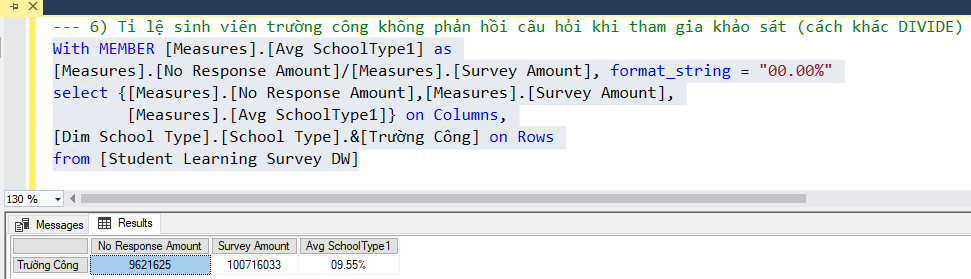 --- 6) Tỉ lệ sinh viên trường công không phản hồi câu hỏi khi tham gia khảo sát (cách khác DIVIDE)
With MEMBER [Measures].[Avg SchoolType1] as
[Measures].[No Response Amount]/[Measures].[Survey Amount], format_string = "00.00%"
select {[Measures].[No Response Amount],[Measures].[Survey Amount],
[Measures].[Avg SchoolType1]} on Columns,
[Dim School Type].[School Type].&[Trường Công] on Rows
from [Student Learning Survey DW]
130 %
Messages Results
No Response Amount Survey Amount Avg SchoolType1
Trường Công 9621625 100716033 09.55%